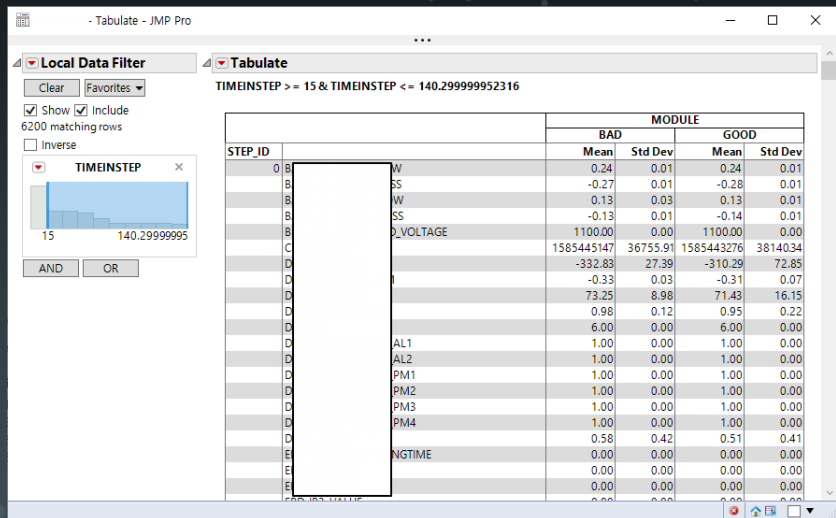 - Tabulate - JMP Pro
Local Data Filter
Clear Favorites
Show Include
6200 matching rows
Inverse
TIMEINSTEP
15 140.29999995
AND OR
Tabulate
TIMEINSTEP >= 15 & TIMEINSTEP <= 140.299999952316
MODULE
BAD GOOD
STEP_ID Mean Std Dev Mean Std Dev
0 B W 0.24 0.01 0.24 0.01
B SS -0.27 0.01 -0.28 0.01
B OW 0.13 0.03 0.13 0.01
B SS -0.13 0.01 -0.14 0.01
B D_VOLTAGE 1100.00 0.00 1100.00 0.00
C 1585445147 36755.91 1585443276 38140.34
D -332.83 27.39 -310.29 72.85
D -0.33 0.03 -0.31 0.07
D 73.25 8.98 71.43 16.15
D 0.98 0.12 0.95 0.22
D 6.00 0.00 6.00 0.00
D _AL1 1.00 0.00 1.00 0.00
D _AL2 1.00 0.00 1.00 0.00
D _PM1 1.00 0.00 1.00 0.00
D _PM2 1.00 0.00 1.00 0.00
D _PM3 1.00 0.00 1.00 0.00
D _PM4 1.00 0.00 1.00 0.00
D 0.58 0.42 0.51 0.41
E NGTIME 0.00 0.00 0.00 0.00
E 0.00 0.00 0.00 0.00
E 0.00 0.00 0.00 0.00